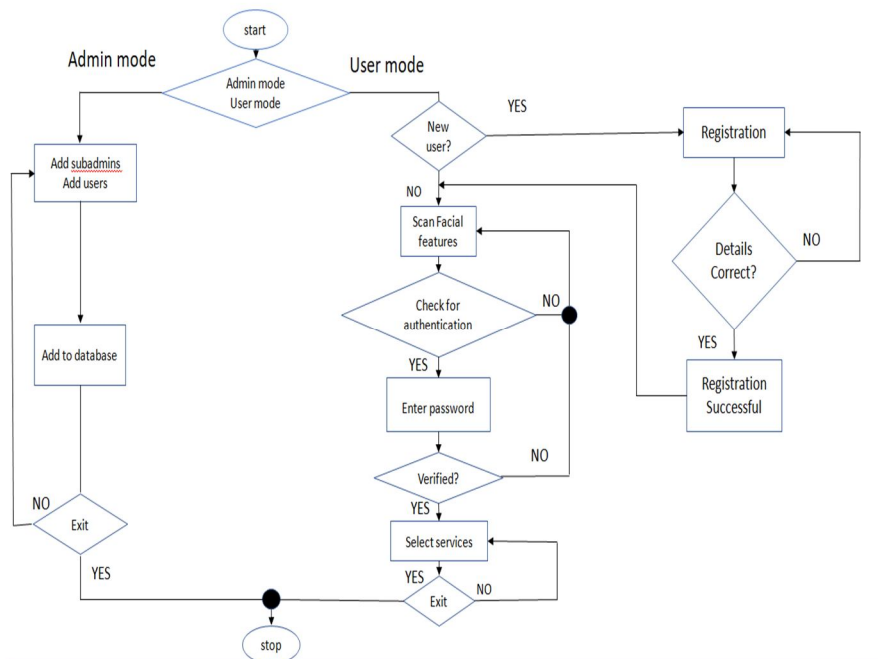 start
Admin mode
User mode
Admin mode
User mode
New
user?
YES
Registration
Add subadmins
Add users
NO
Scan Facial
features
Details
Correct?
NO
Check for
authentication
NO
YES
Add to database
YES
Registration
Successful
Enter password
Verified?
NO
YES
NO
Exit
Select services
YES
YES
Exit
NO
stop